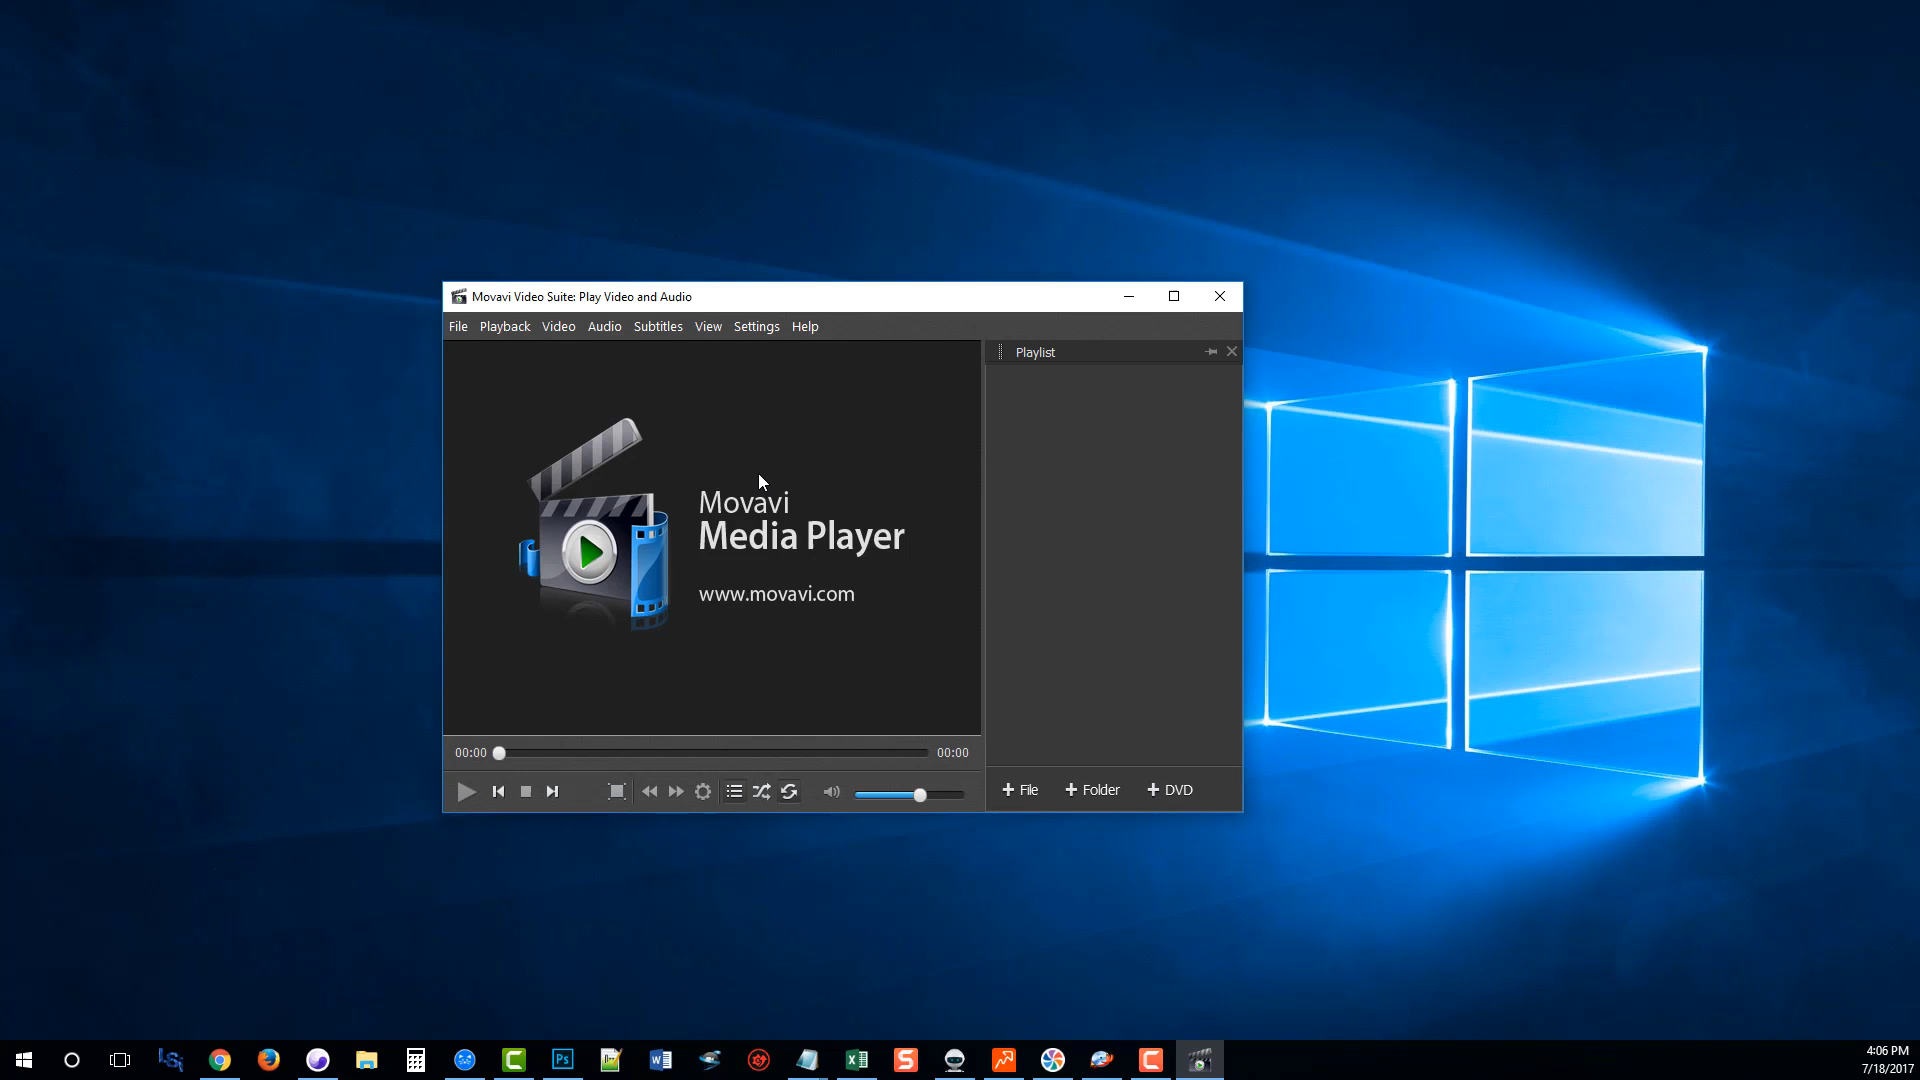 Movavi Video Suite: Play Video and Audio
File Playback Video Audio Subtitles View Settings Help
Playlist
Movavi
Media Player
www.movavi.com
00:00 00:00
+ File + Folder + DVD
Ps
4:06 PM
7/18/2017